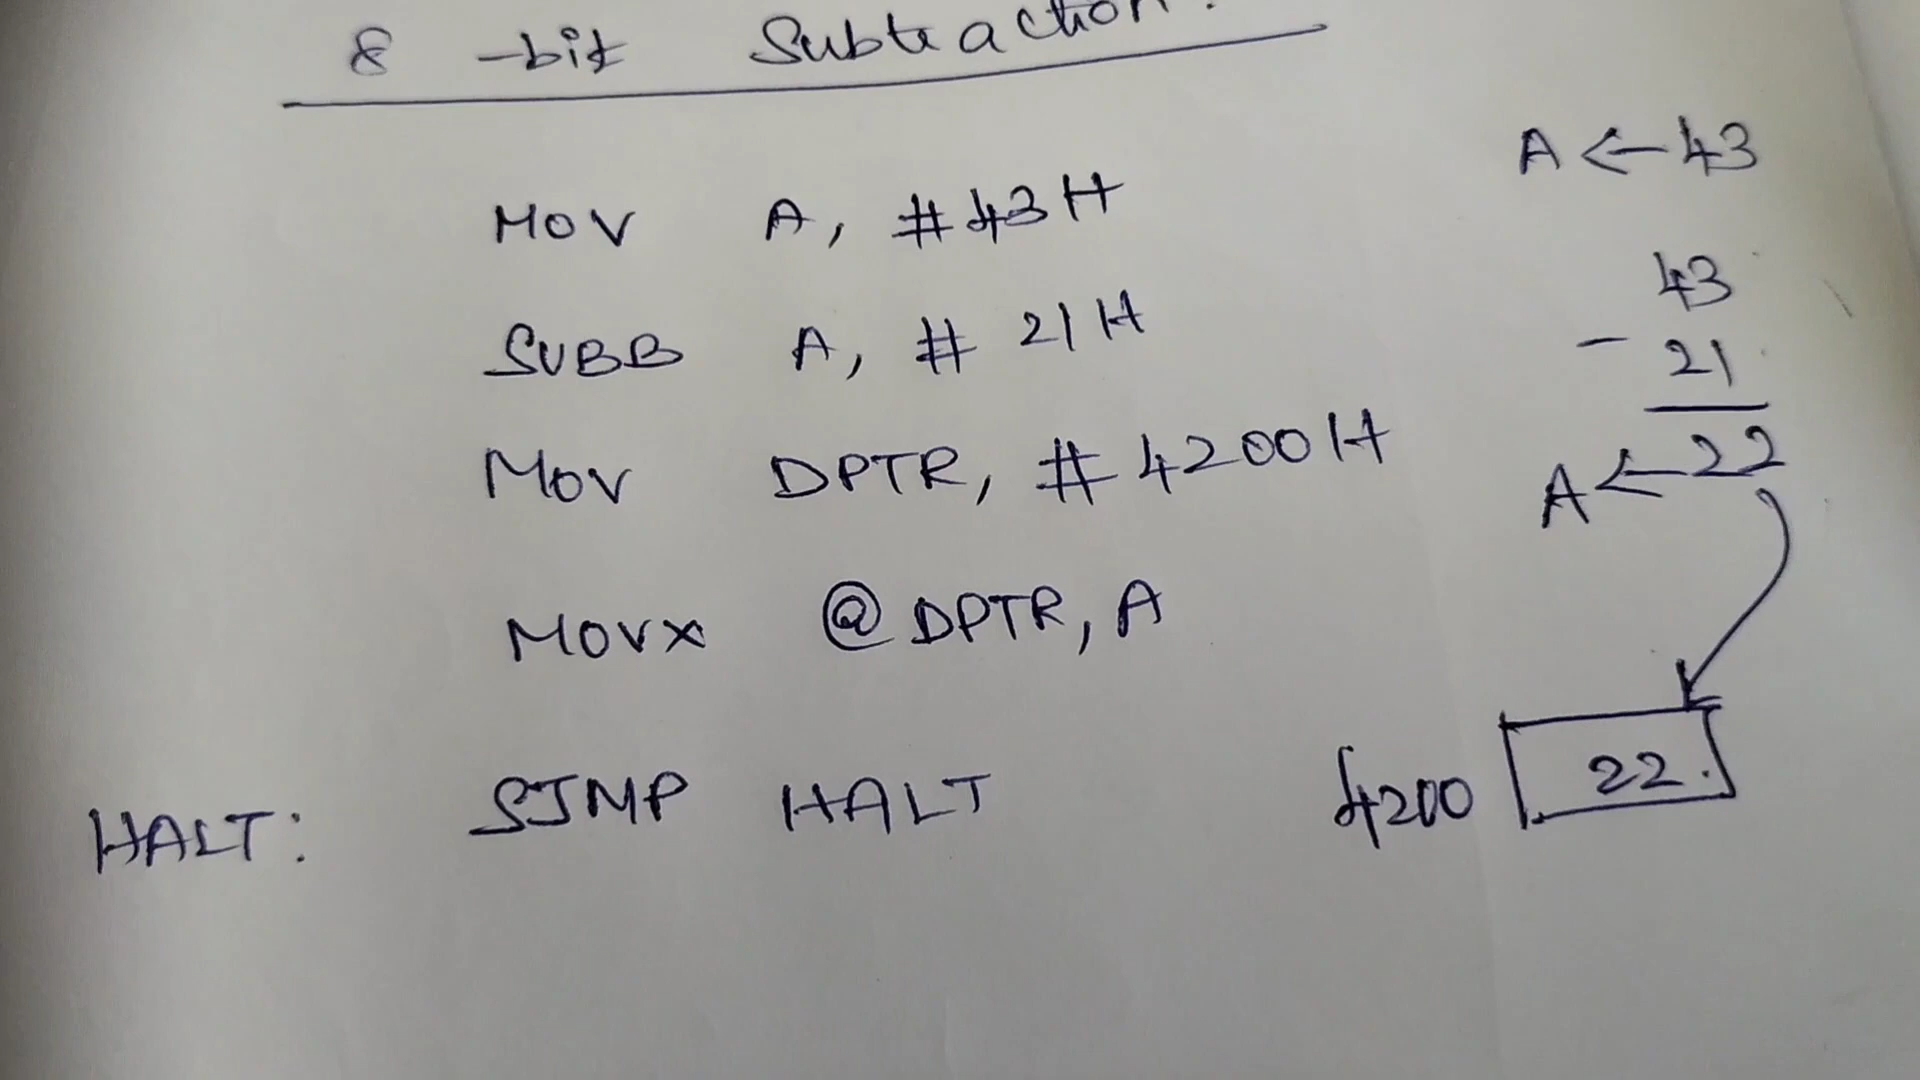 8 -bit Subtraction.
MOV A, #43H
SUBB A, # 21H
MOV DPTR, #4200H
MOVX @DPTR, A
HALT: SJMP HALT
A ← 43
43
- 21
A ← 22
4200 22.